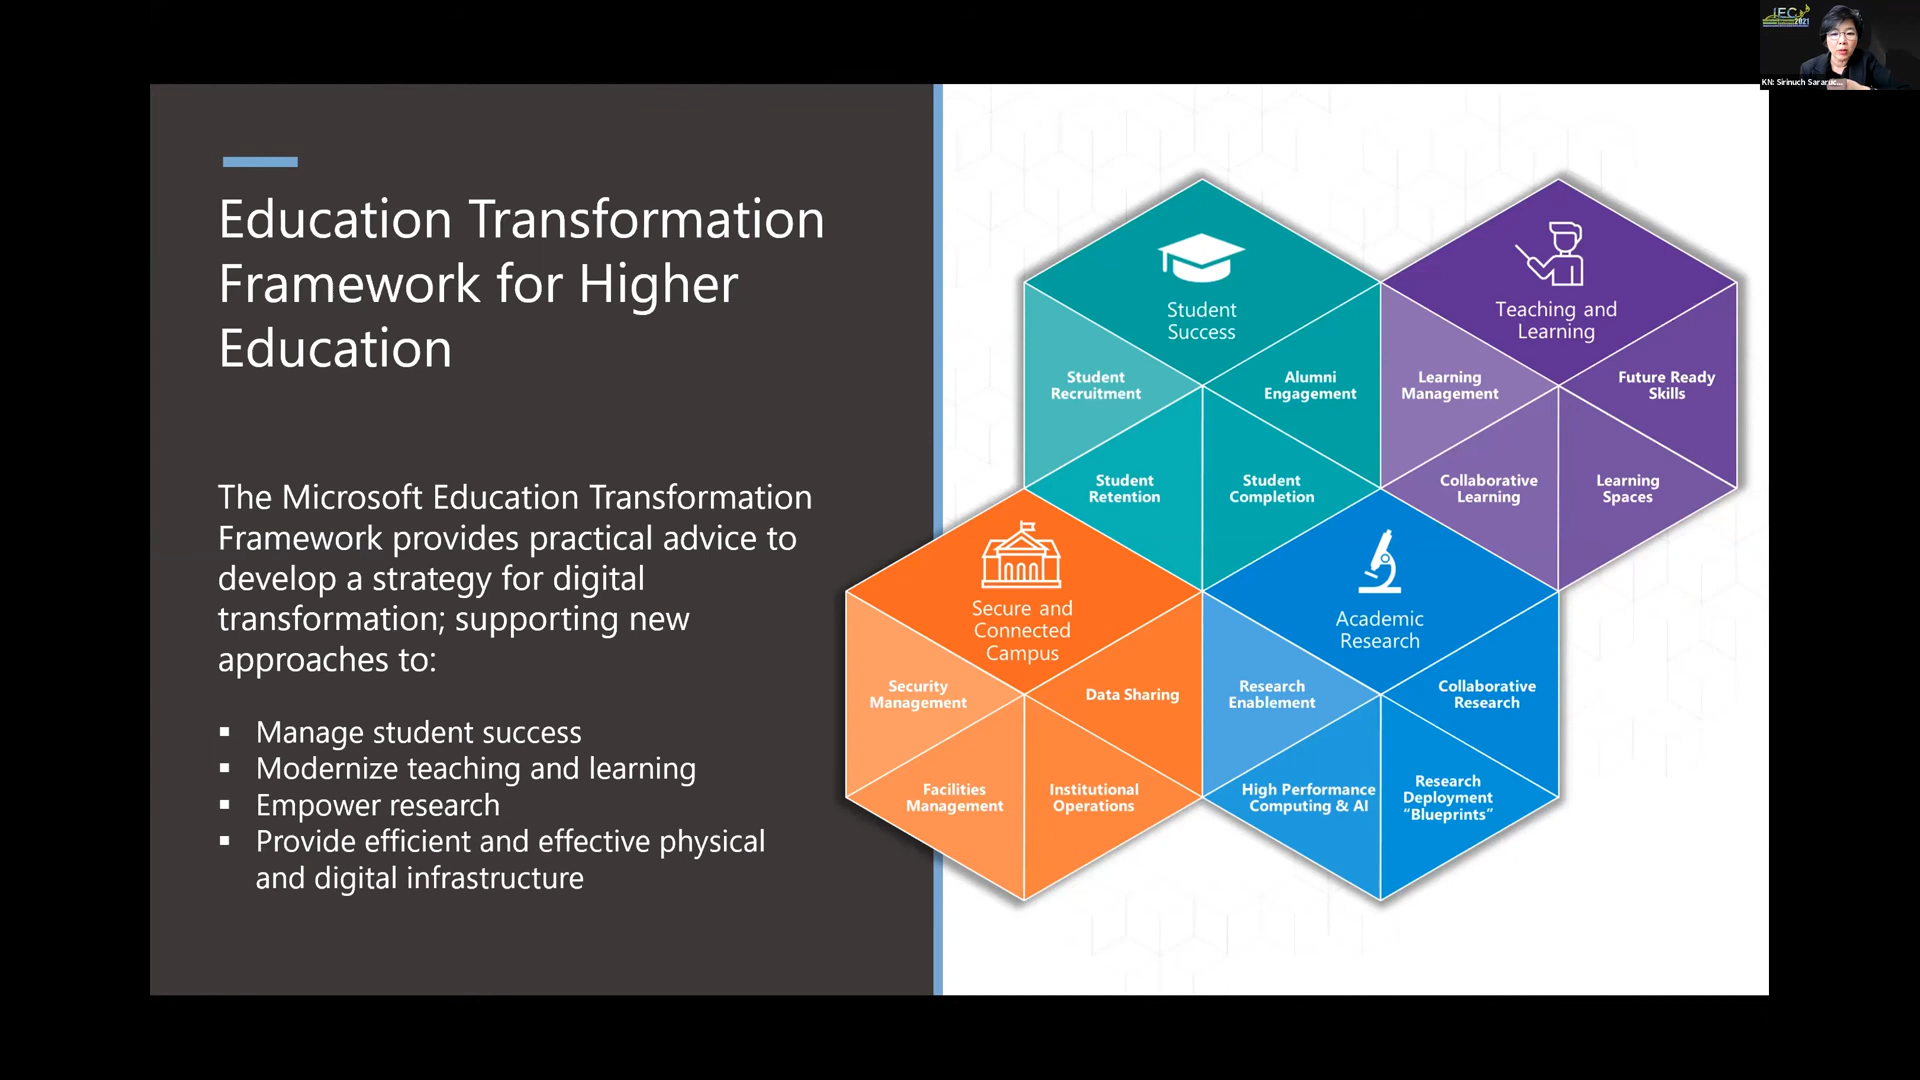 Education Transformation
Framework for Higher
Education
The Microsoft Education Transformation
Framework provides practical advice to
develop a strategy for digital
transformation; supporting new
approaches to:
▪ Manage student success
▪ Modernize teaching and learning
▪ Empower research
▪ Provide efficient and effective physical
and digital infrastructure
Student
Success
Student
Recruitment
Alumni
Engagement
Student
Retention
Student
Completion
Teaching and
Learning
Learning
Management
Future Ready
Skills
Collaborative
Learning
Learning
Spaces
Secure and
Connected
Campus
Security
Management
Data Sharing
Facilities
Management
Institutional
Operations
Academic
Research
Research
Enablement
Collaborative
Research
High Performance
Computing & AI
Research
Deployment
“Blueprints”
IEC
2021
KN: Sirinuch